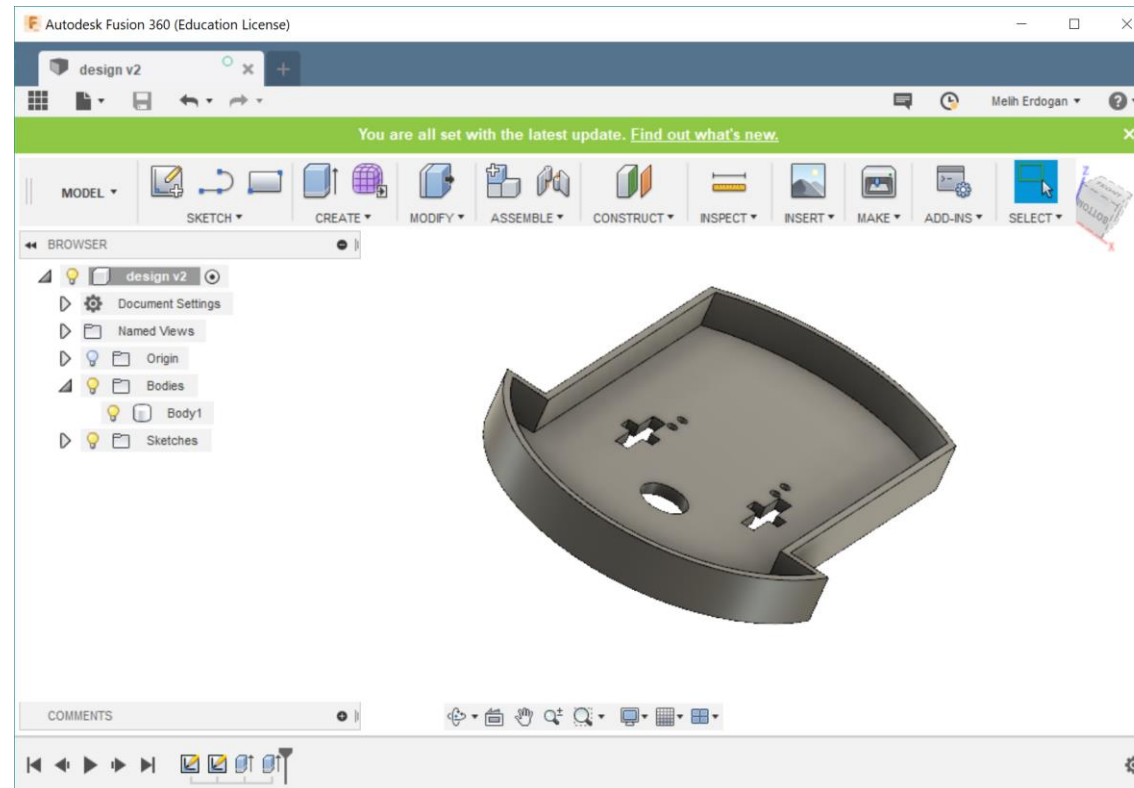 Autodesk Fusion 360 (Education License)
design v2
Melih Erdogan
You are all set with the latest update. Find out what's new.
MODEL
SKETCH
CREATE
MODIFY
ASSEMBLE
CONSTRUCT
INSPECT
INSERT
MAKE
ADD-INS
SELECT
Z
FRONT
BOTTOM
X
BROWSER
design v2
Document Settings
Named Views
Origin
Bodies
Body1
Sketches
COMMENTS